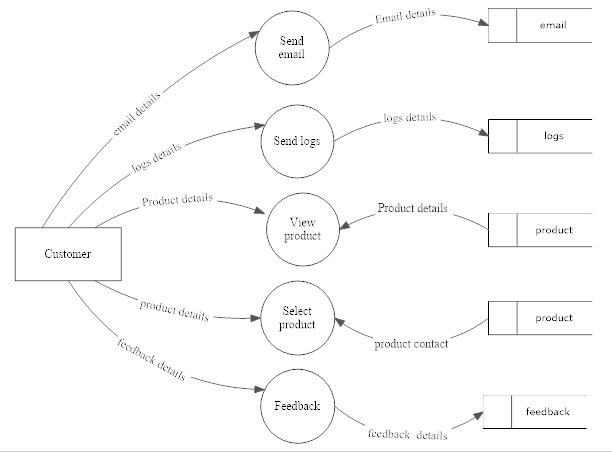 Send
email
Email details
email
email details
Send logs
logs details
logs
logs details
Product details
View
product
Product details
product
Customer
product details
Select
product
product contact
product
feedback details
Feedback
feedback details
feedback